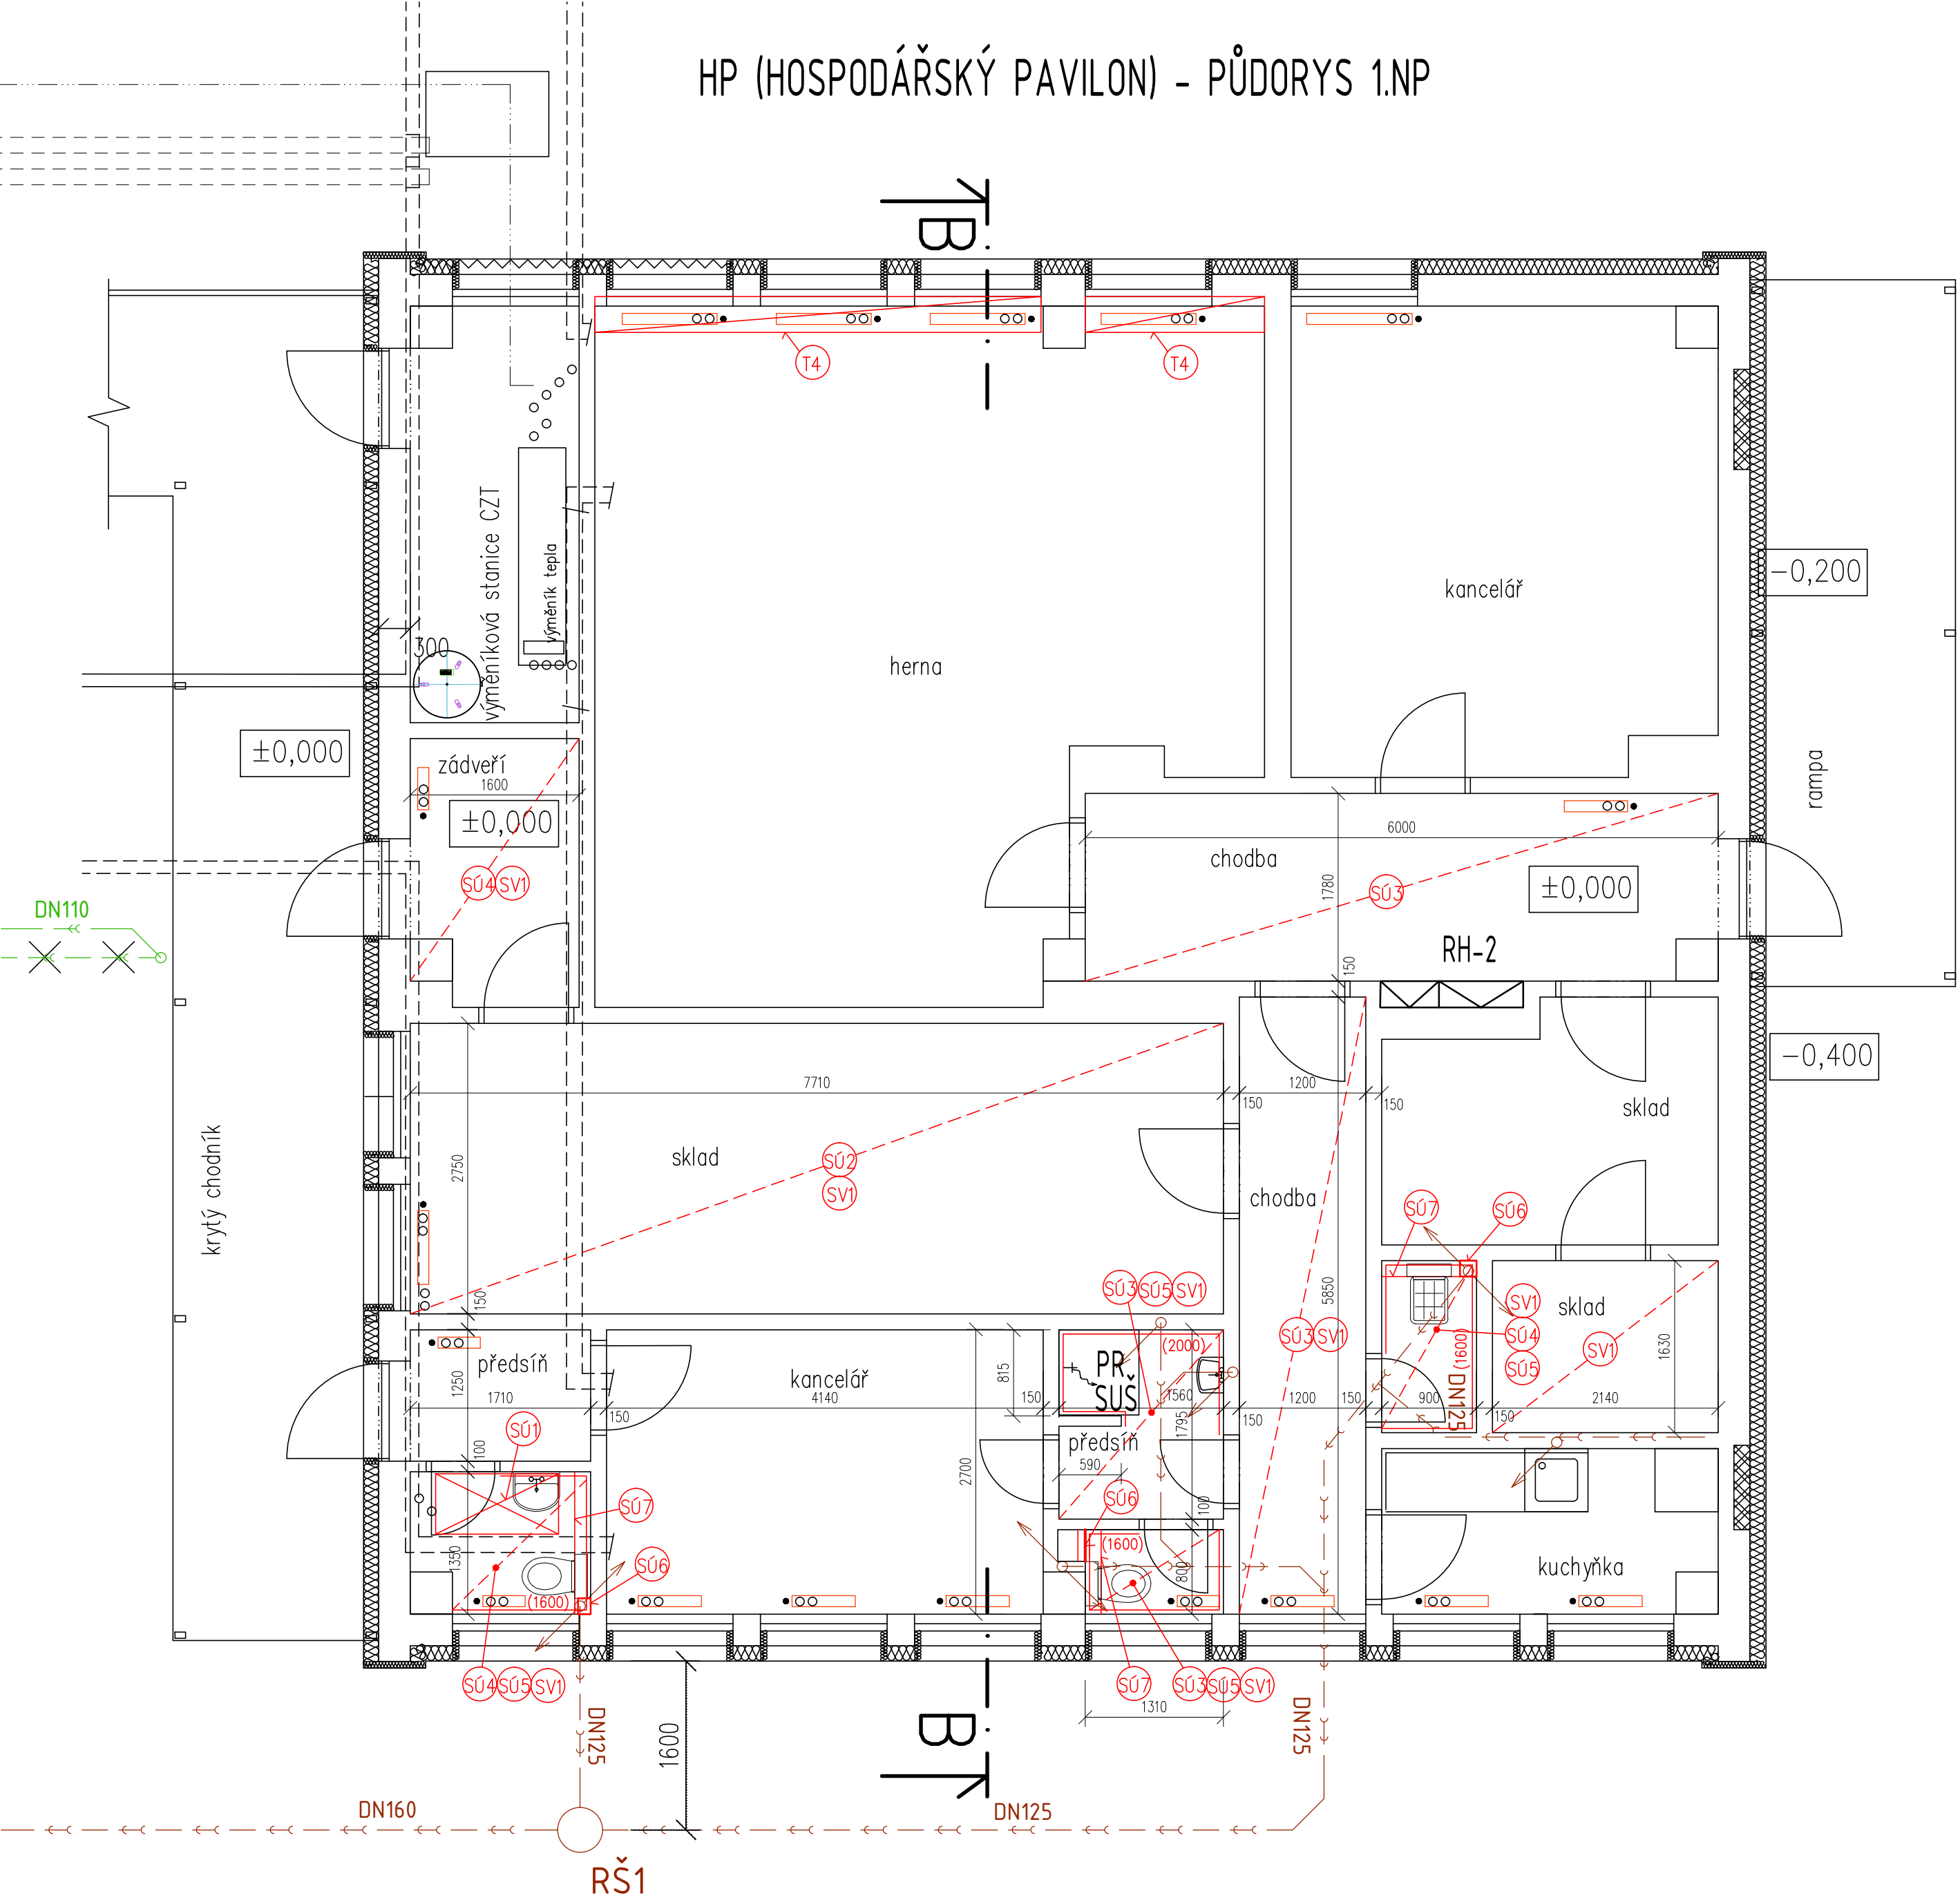 HP (HOSPODÁŘSKÝ PAVILON) - PŮDORYS 1.NP
B
T4
T4
výměníková stanice CZT
výměník tepla
300
herna
kancelář
-0,200
±0,000
zádveří
1600
±0,000
SÚ4 SV1
rampa
chodba
6000
1780
SÚ3
±0,000
RH-2
150
DN110
-0,400
krytý chodník
7710
150
1200
150
2750
sklad
SÚ2
SV1
150
chodba
5850
sklad
SÚ7
SÚ6
SÚ3 SÚ5 SV1
SÚ3 SV1
SV1
SÚ4
SÚ5
sklad
SV1
1630
(1600)
DN125
předsíň
1250
1710
150
kancelář
4140
150
815
PR.
SUŠ
(2000)
1560
1795
150
1200
150
900
150
2140
předsíň
590
100
SÚ1
SÚ7
2700
SÚ6
100
(1600)
800
1350
SÚ6
(1600)
kuchyňka
SÚ4 SÚ5 SV1
SÚ7
SÚ3 SÚ5 SV1
1310
DN125
1600
B
DN125
DN160
DN125
RŠ1